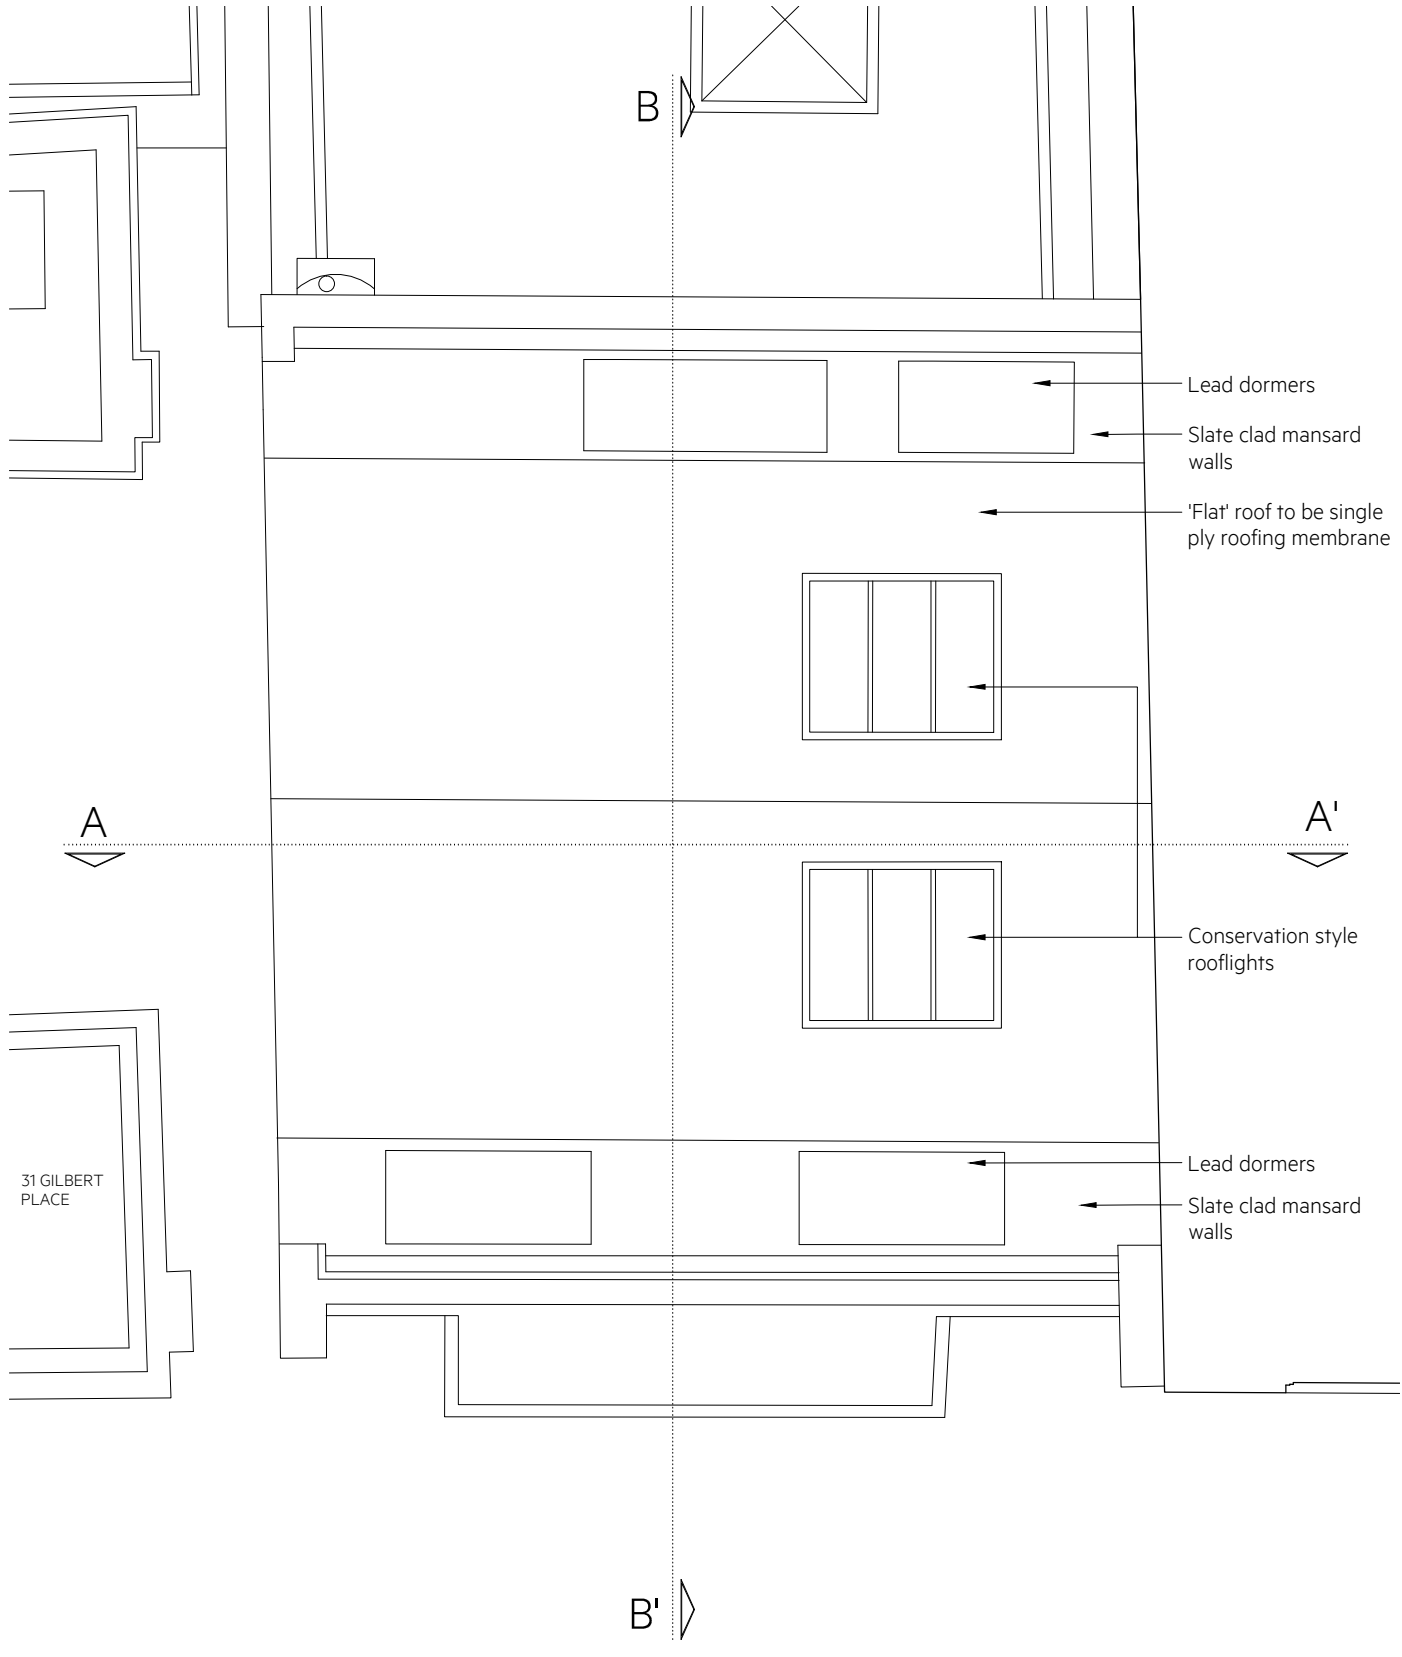 B
Lead dormers
Slate clad mansard
walls
'Flat' roof to be single
ply roofing membrane
A
A'
Conservation style
rooflights
31 GILBERT
PLACE
Lead dormers
Slate clad mansard
walls
B'